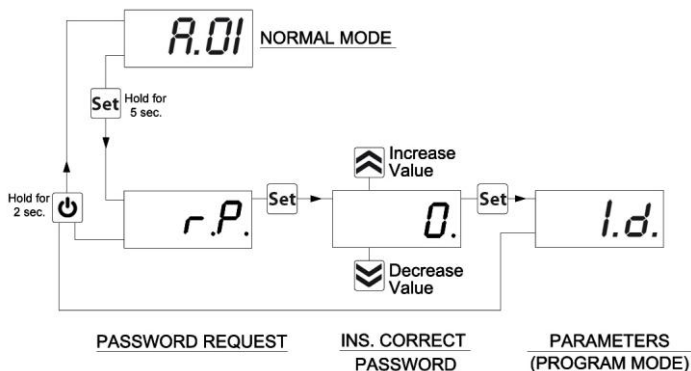 A.01
NORMAL MODE
Set
Hold for
5 sec.
Increase
Value
Hold for
2 sec.
r.P.
Set
0.
Set
1.d.
Decrease
Value
PASSWORD REQUEST
INS. CORRECT
PASSWORD
PARAMETERS
(PROGRAM MODE)